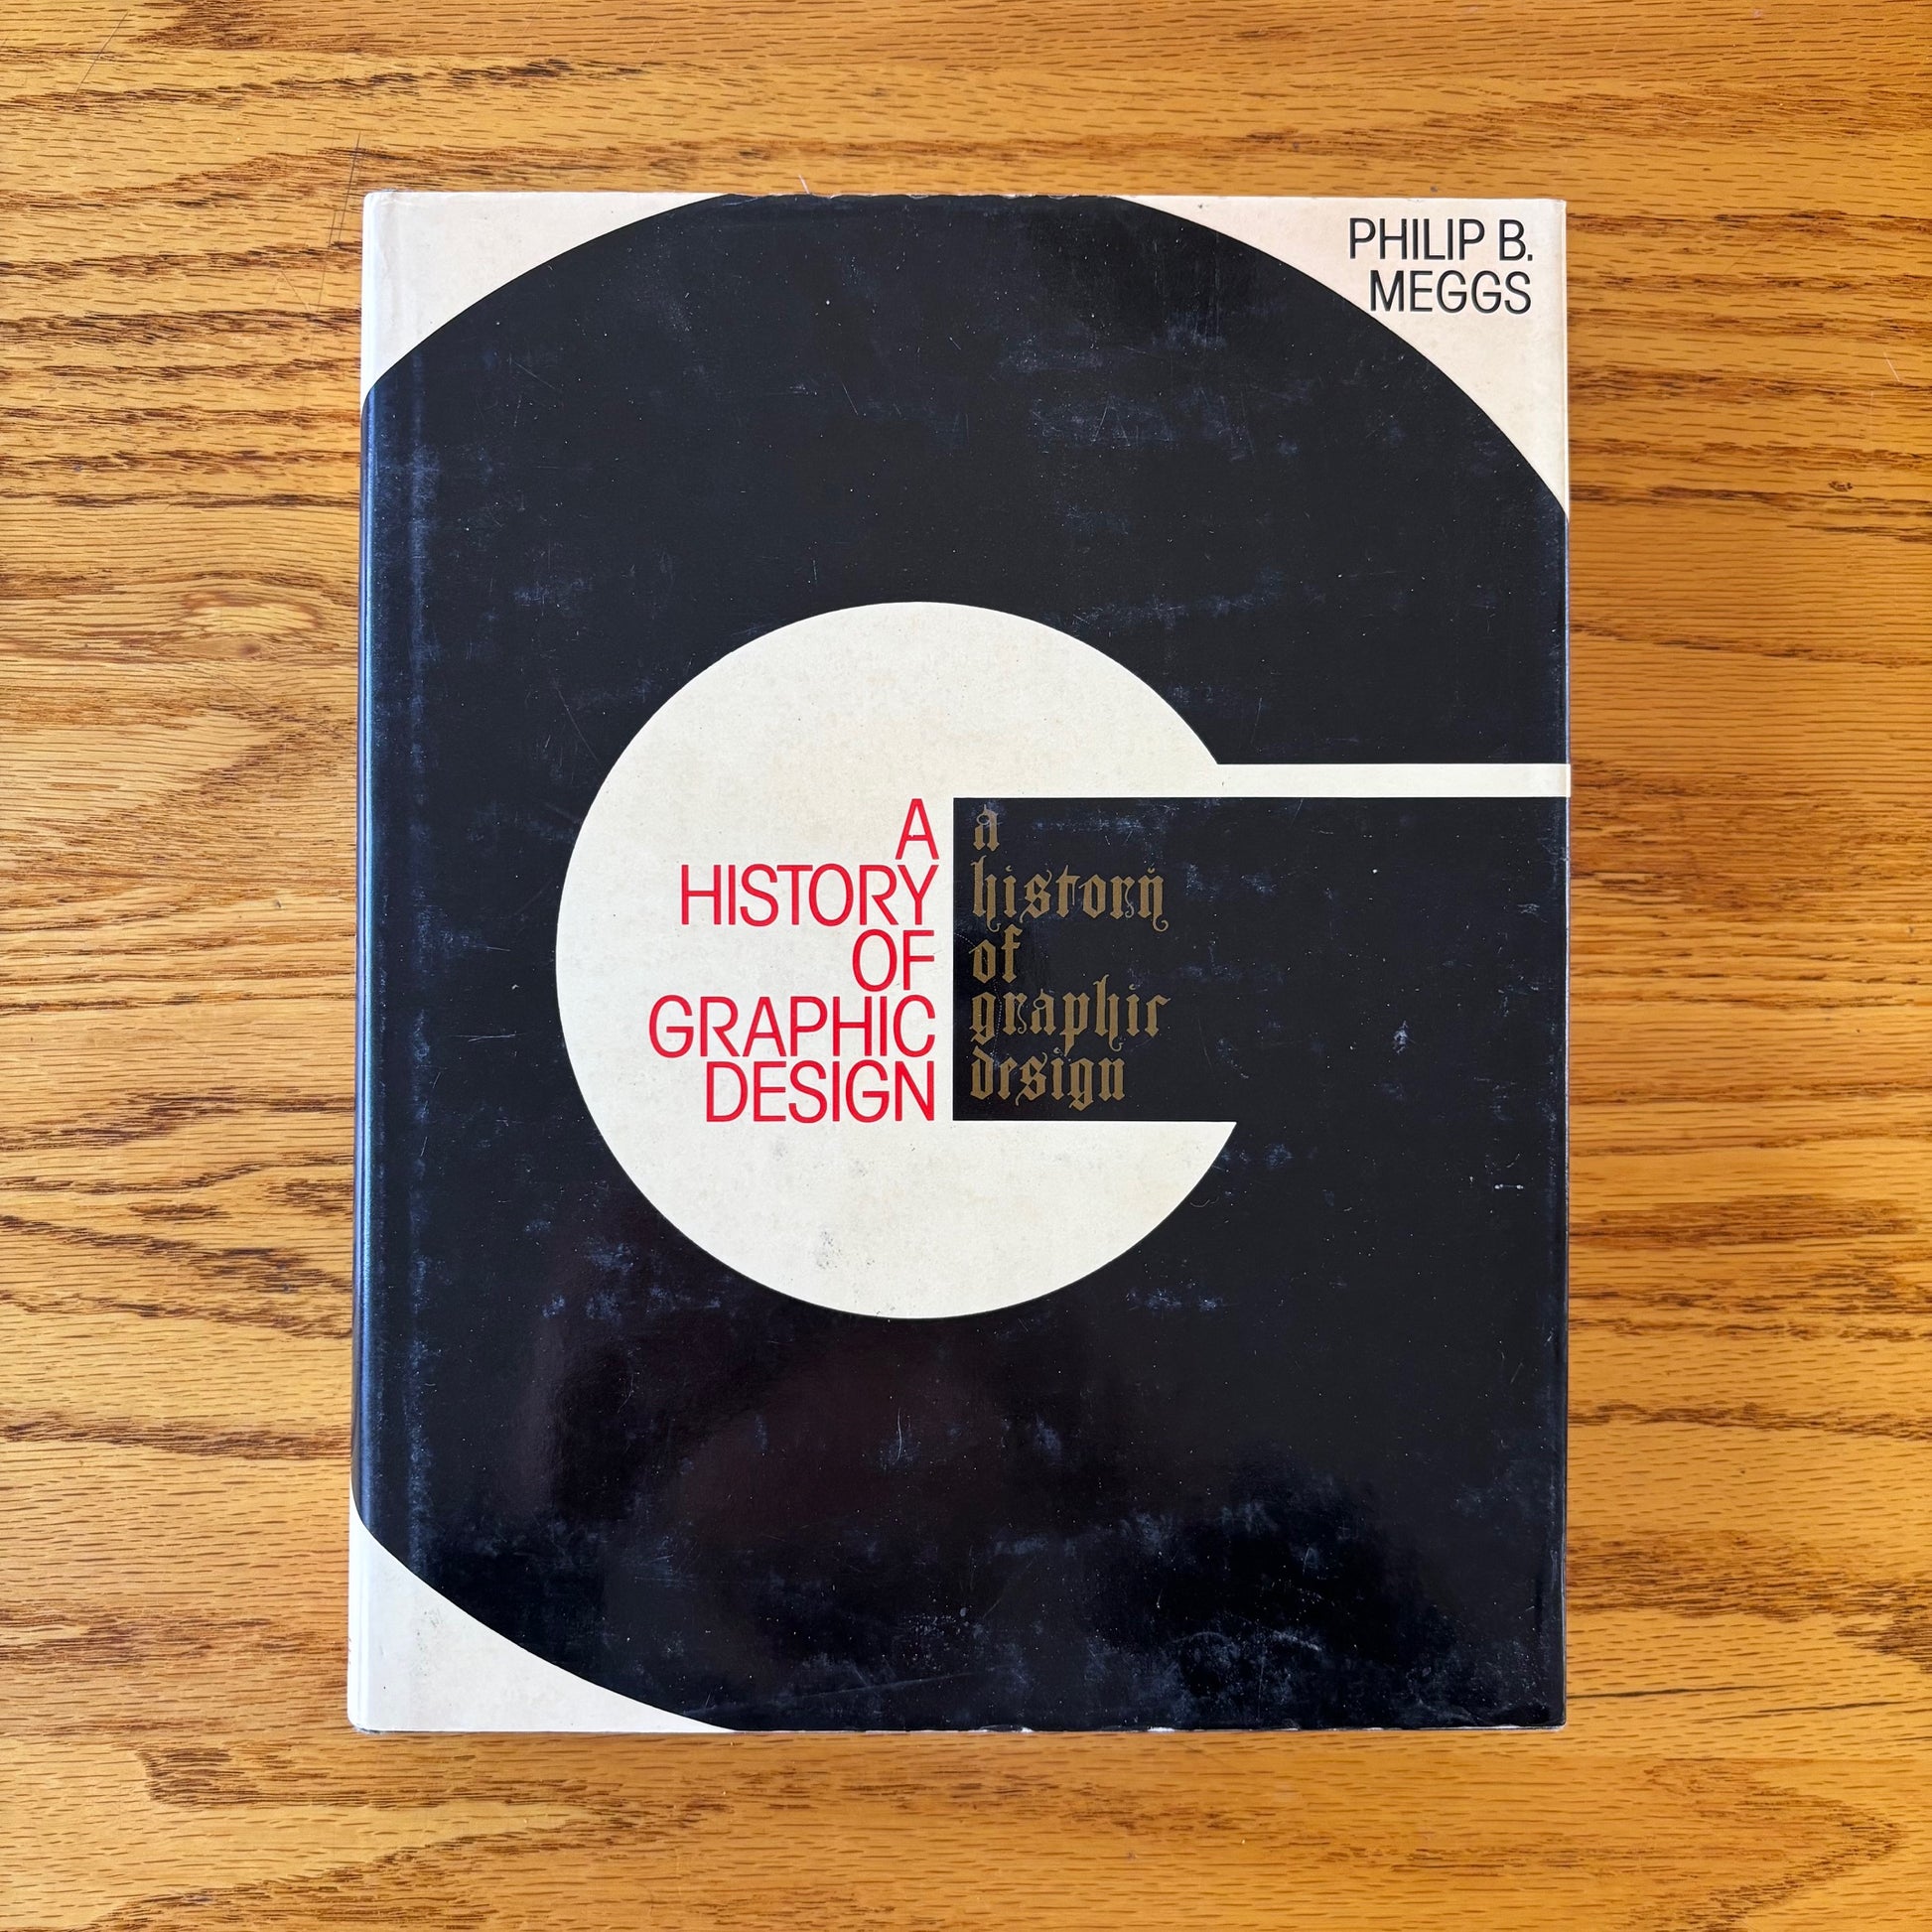 PHILIP B.
MEGGS
A
HISTORY
OF
GRAPHIC
DESIGN
a
history
of
graphic
design